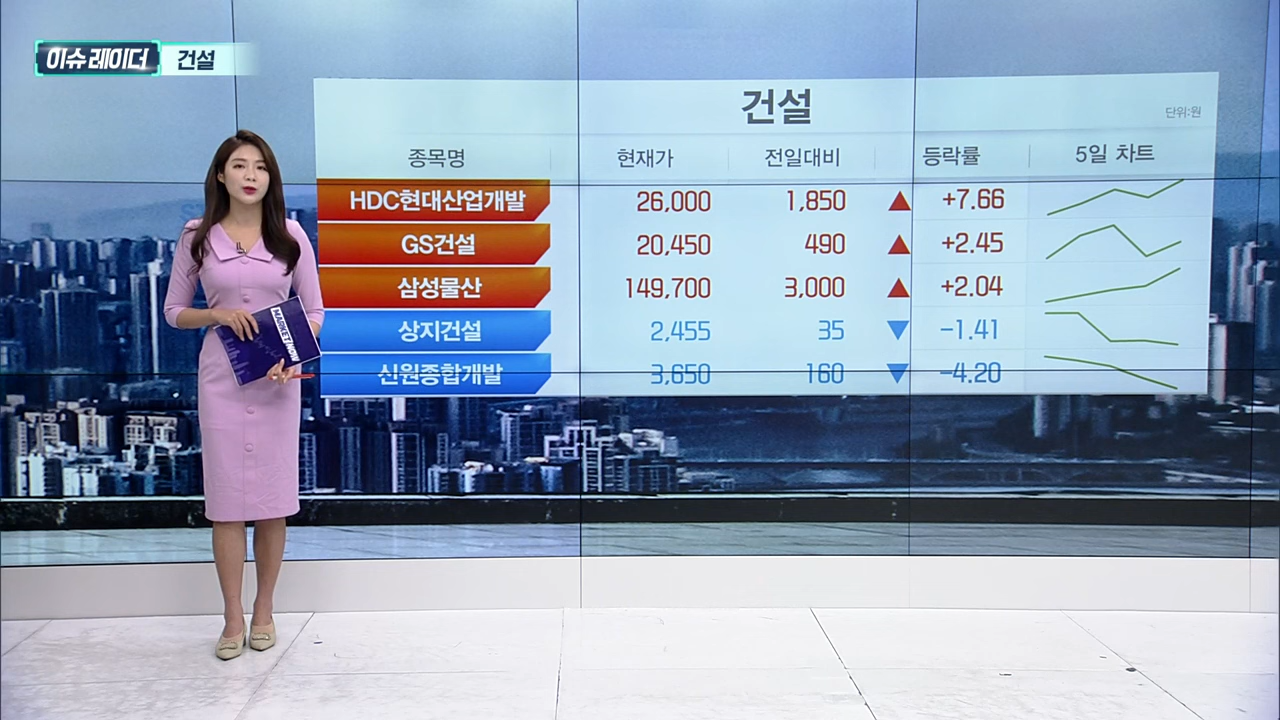 이슈 레이더 건설
건설
단위:원
종목명 현재가 전일대비 등락률 5일 차트
HDC현대산업개발 26,000 1,850 ▲ +7.66
GS건설 20,450 490 ▲ +2.45
삼성물산 149,700 3,000 ▲ +2.04
상지건설 2,455 35 ▼ -1.41
신원종합개발 3,650 160 ▼ -4.20
MARKET NOW